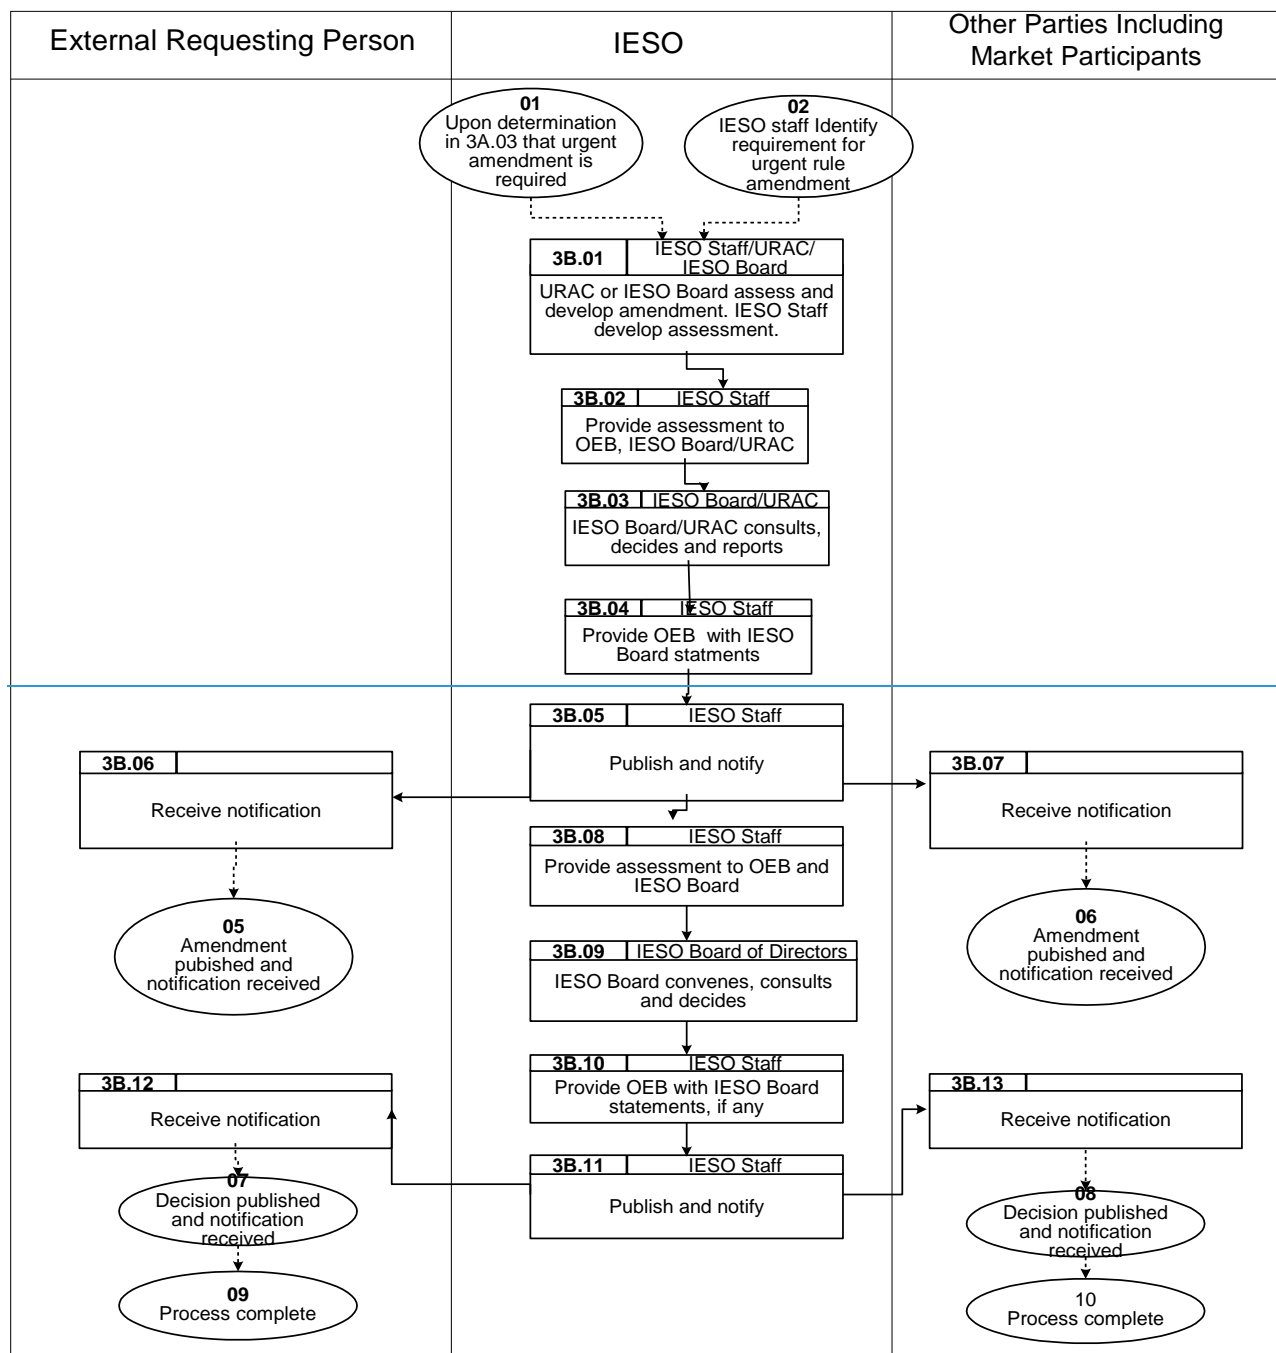 External Requesting Person
IESO
Other Parties Including
Market Participants
01
Upon determination
in 3A.03 that urgent
amendment is
required
02
IESO staff Identify
requirement for
urgent rule
amendment
3B.01
IESO Staff/URAC/
IESO Board
URAC or IESO Board assess and
develop amendment. IESO Staff
develop assessment.
3B.02
IESO Staff
Provide assessment to
OEB, IESO Board/URAC
3B.03
IESO Board/URAC
IESO Board/URAC consults,
decides and reports
3B.04
IESO Staff
Provide OEB  with IESO
Board statments
3B.05
IESO Staff
Publish and notify
3B.06
Receive notification
3B.07
Receive notification
3B.08
IESO Staff
Provide assessment to OEB and
IESO Board
05
Amendment
pubished and
notification received
06
Amendment
published and
notification received
3B.09
IESO Board of Directors
IESO Board convenes, consults
and decides
3B.10
IESO Staff
Provide OEB with IESO Board
statements, if any
3B.12
Receive notification
3B.13
Receive notification
3B.11
IESO Staff
Publish and notify
07
Decision published
and notification
received
08
Decision published
and notification
received
09
Process complete
10
Process complete